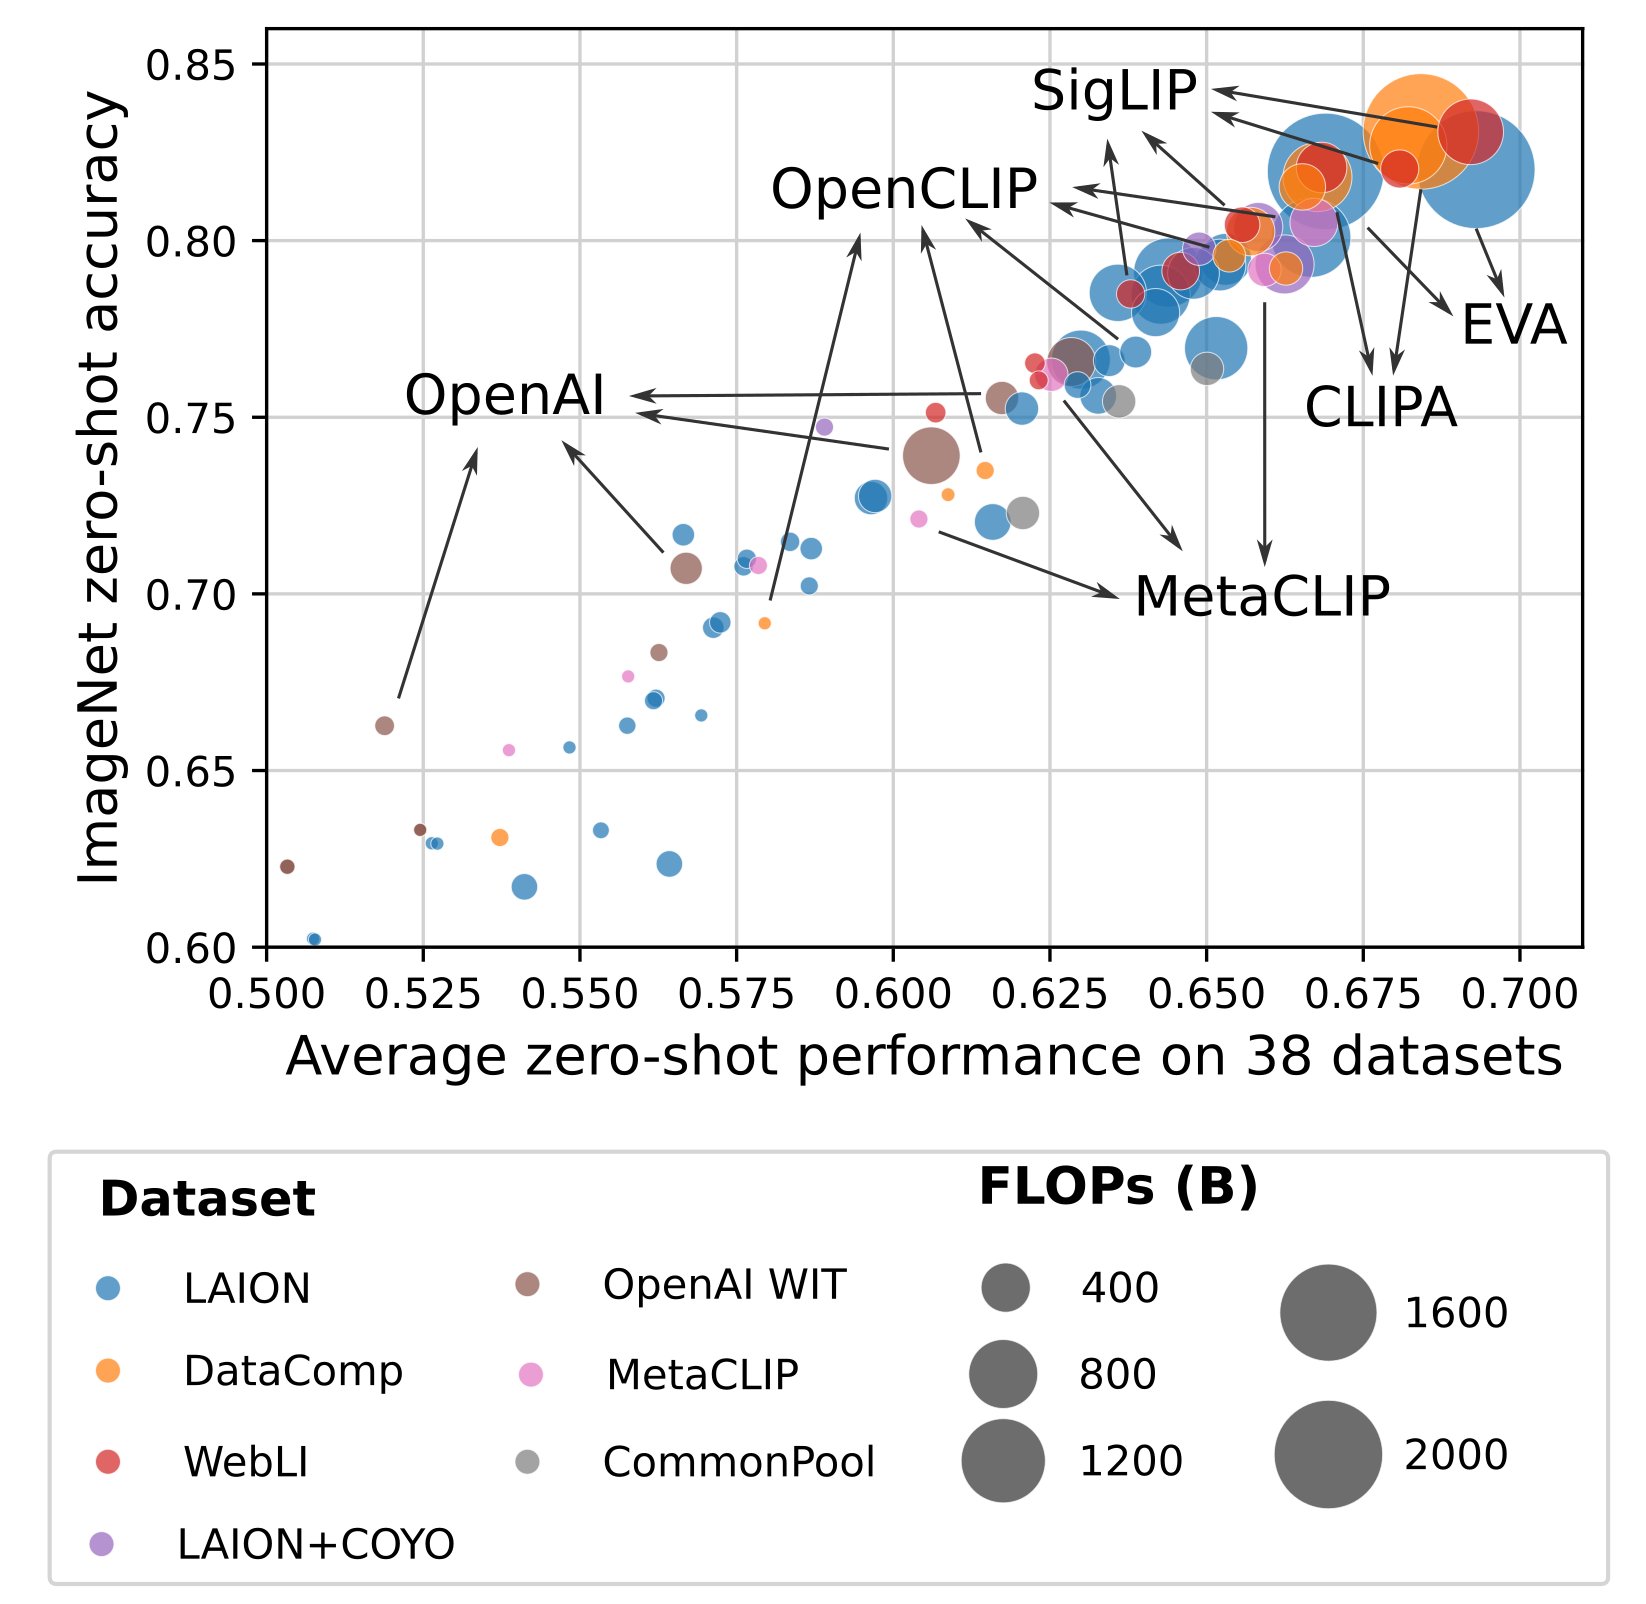 ImageNet zero-shot accuracy
0.85
0.80
0.75
0.70
0.65
0.60
SigLIP
OpenCLIP
EVA
OpenAI
CLIPA
MetaCLIP
0.500 0.525 0.550 0.575 0.600 0.625 0.650 0.675 0.700
Average zero-shot performance on 38 datasets
Dataset
LAION
DataComp
WebLI
LAION+COYO
OpenAI WIT
MetaCLIP
CommonPool
FLOPs (B)
400
800
1200
1600
2000